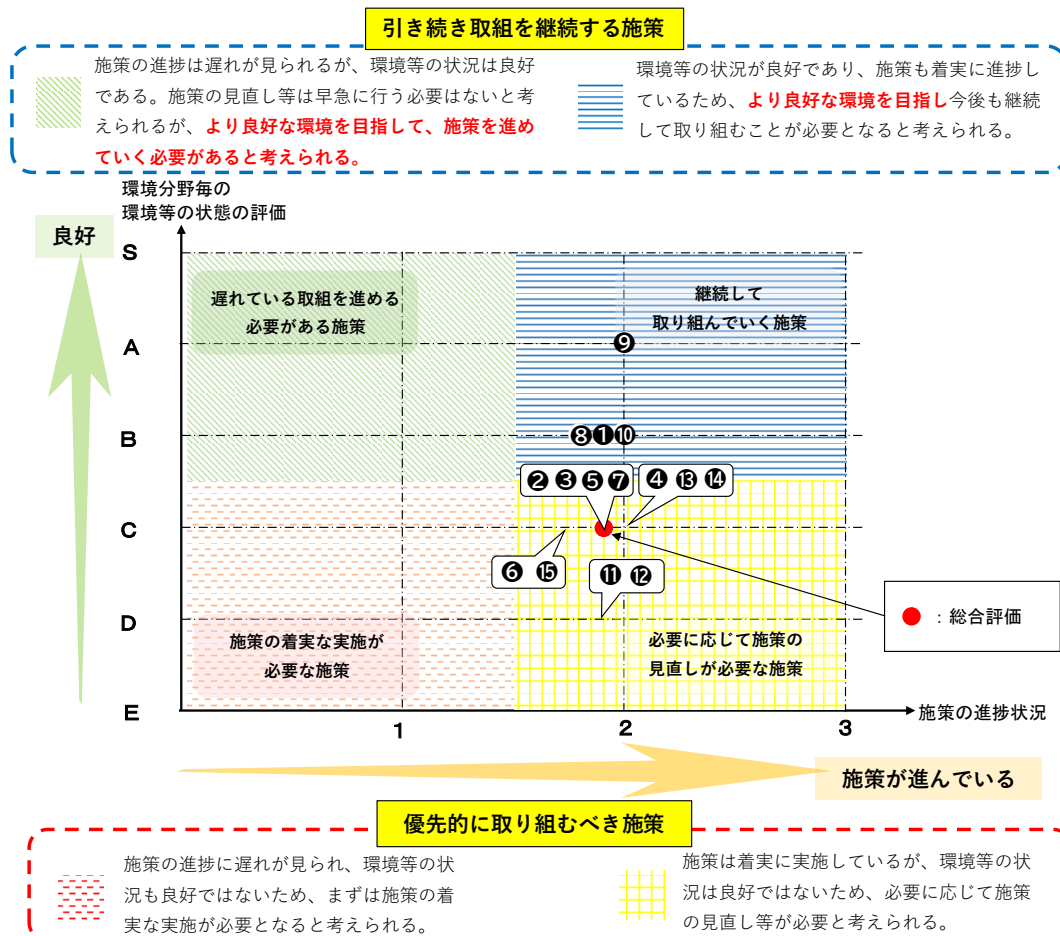 引き続き取組を継続する施策
施策の進捗は遅れが見られるが、環境等の状況は良好
である。施策の見直し等は早急に行う必要はないと考
えられるが、より良好な環境を目指して、施策を進め
ていく必要があると考えられる。
環境等の状況が良好であり、施策も着実に進捗し
ているため、より良好な環境を目指し今後も継続
して取り組むことが必要となると考えられる。
環境分野毎の
環境等の状態の評価
良好
S
遅れている取組を進める
必要がある施策
継続して
取り組んでいく施策
A
❾
B
❽❶❿
❷❸❺❼
❹⓭⓮
C
❻⓯
⓫⓬
：総合評価
D
施策の着実な実施が
必要な施策
必要に応じて施策の
見直しが必要な施策
E
1
2
3
施策の進捗状況
施策が進んでいる
優先的に取り組むべき施策
施策の進捗に遅れが見られ、環境等の状
況も良好ではないため、まずは施策の着
実な実施が必要となると考えられる。
施策は着実に実施しているが、環境等の状
況は良好ではないため、必要に応じて施策
の見直し等が必要と考えられる。